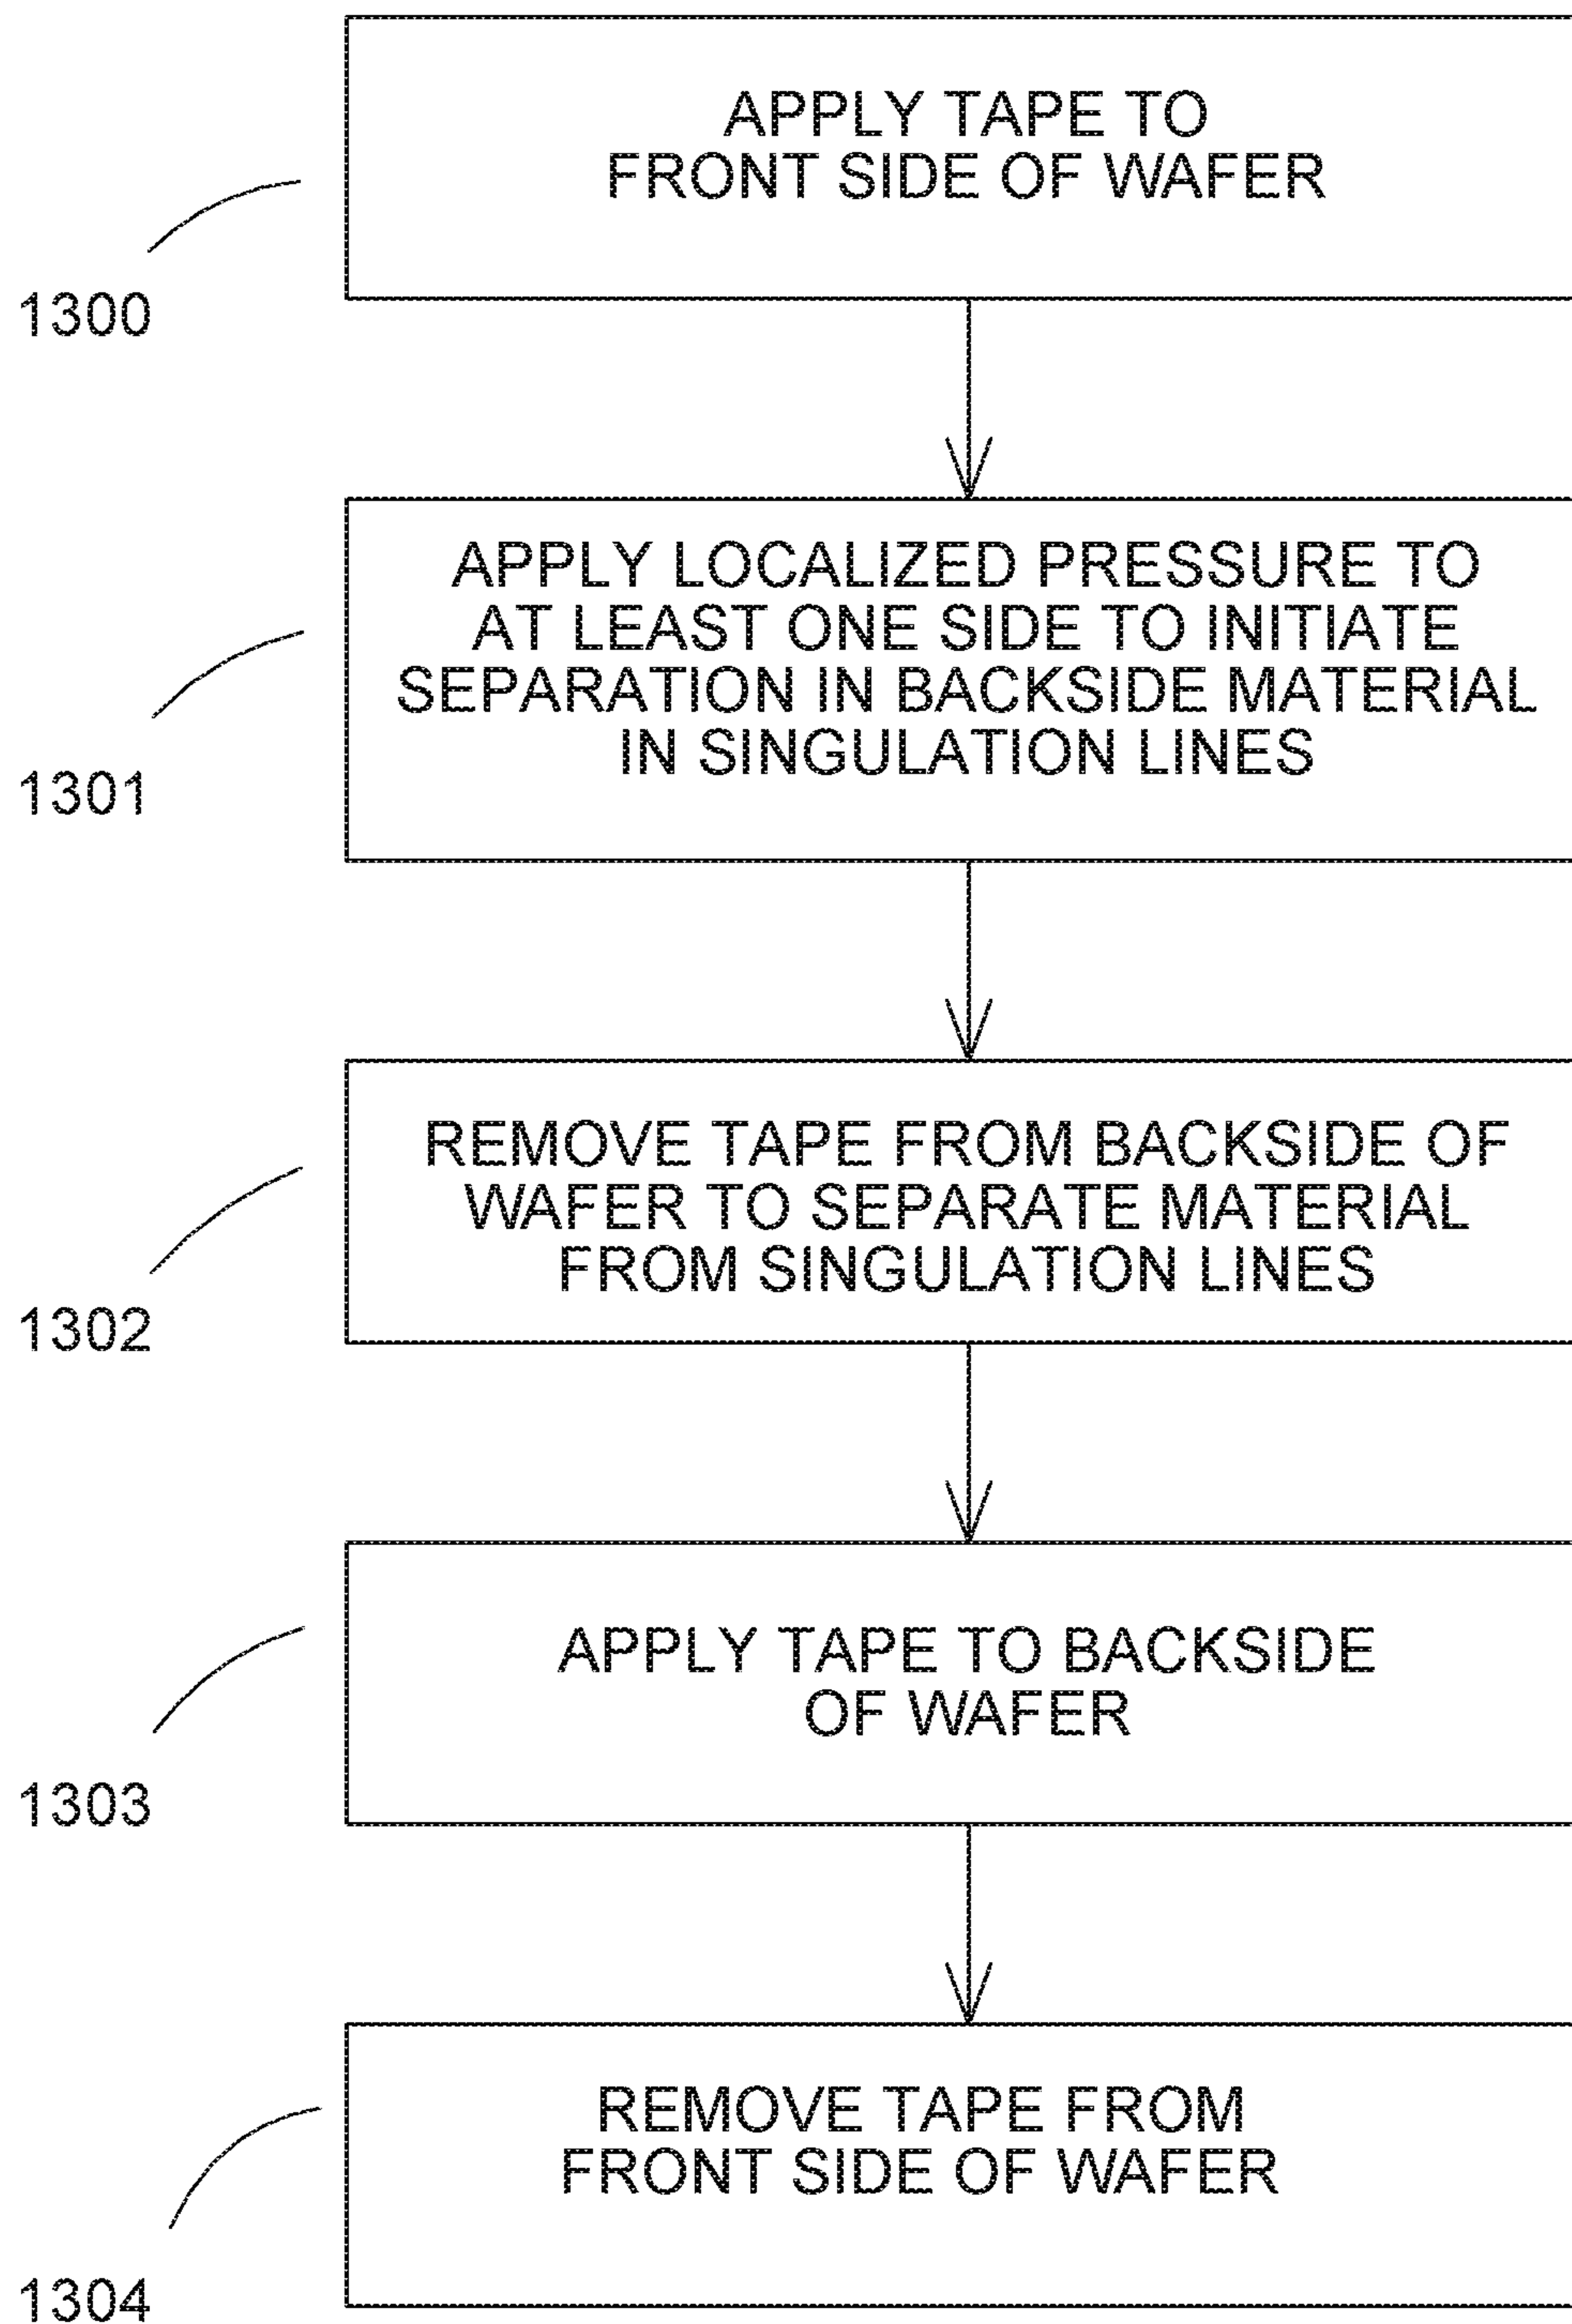 APPLY TAPE TO
FRONT SIDE OF WAFER
1300
APPLY LOCALIZED PRESSURE TO
AT LEAST ONE SIDE TO INITIATE
SEPARATION IN BACKSIDE MATERIAL
IN SINGULATION LINES
1301
REMOVE TAPE FROM BACKSIDE OF
WAFER TO SEPARATE MATERIAL
FROM SINGULATION LINES
1302
APPLY TAPE TO BACKSIDE
OF WAFER
1303
REMOVE TAPE FROM
FRONT SIDE OF WAFER
1304